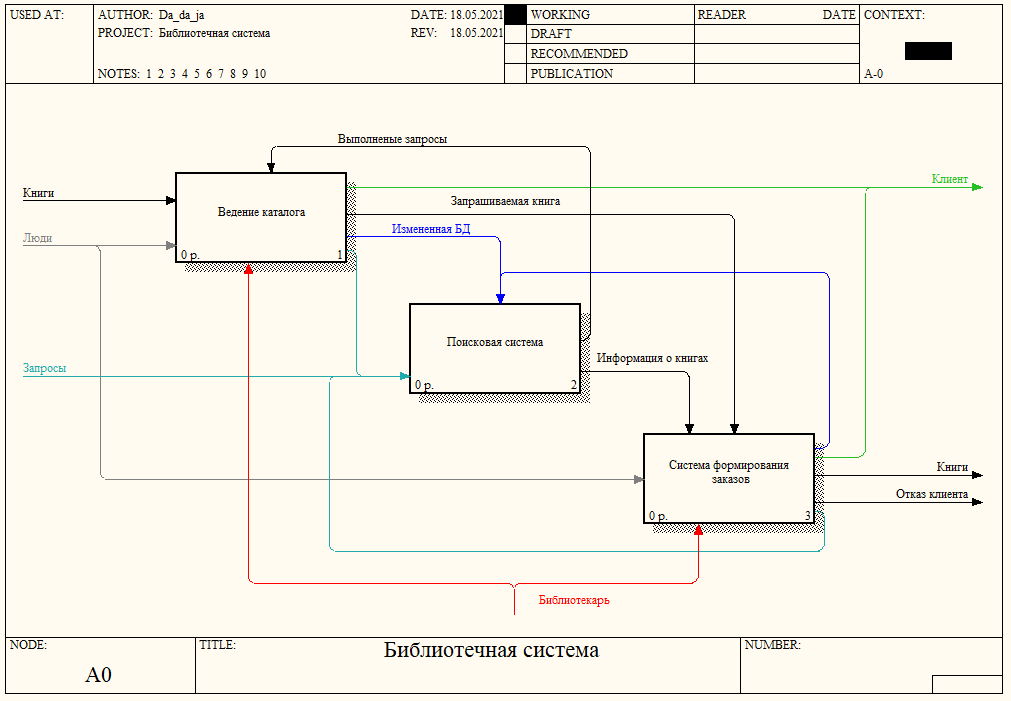 USED AT:
AUTHOR: Da_da_ja
DATE: 18.05.2021
WORKING
READER
DATE
CONTEXT:
PROJECT: Библиотечная система
REV: 18.05.2021
DRAFT
RECOMMENDED
NOTES: 1 2 3 4 5 6 7 8 9 10
PUBLICATION
A-0
Выполненые запросы
Клиент
Книги
Запрашиваемая книга
Ведение каталога
Измененная БД
Люди
0 р.
1
Поисковая система
Информация о книгах
Запросы
0 р.
2
Система формирования
заказов
Книги
Отказ клиента
0 р.
3
Библиотекарь
NODE:
TITLE:
Библиотечная система
NUMBER:
A0